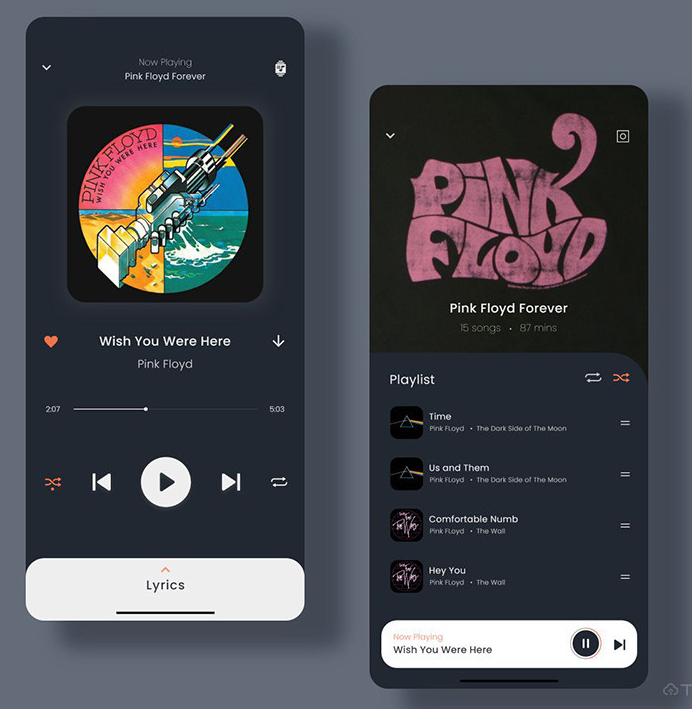 Now Playing
Pink Floyd Forever
PINK FLOYD
WISH YOU WERE HERE
Wish You Were Here
Pink Floyd
2:07
5:03
Lyrics
PINK
FLOYD
Pink Floyd Forever
15 songs • 87 mins
Playlist
Time
Pink FLoyd • The Dark Side of The Moon
Us and Them
Pink FLoyd • The Dark Side of The Moon
Comfortable Numb
Pink FLoyd • The Wall
Hey You
Pink FLoyd • The Wall
Now Playing
Wish You Were Here